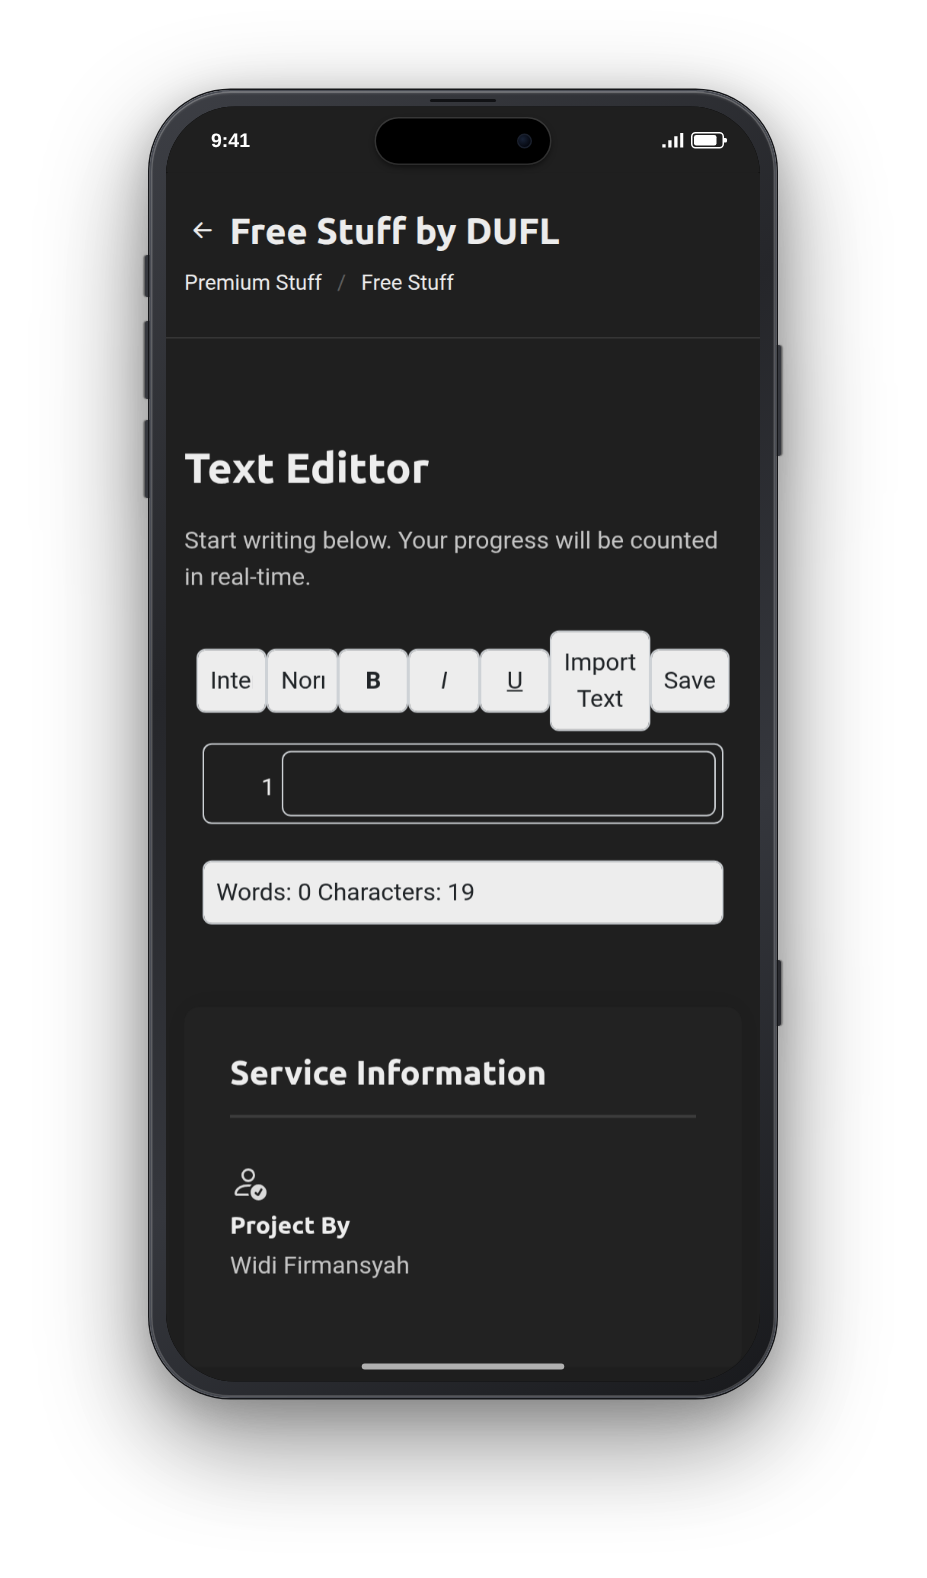 9:41
Free Stuff by DUFL
Premium Stuff / Free Stuff
Text Edittor
Start writing below. Your progress will be counted
in real-time.
Inte Nori B I U Import Text Save
1
Words: 0 Characters: 19
Service Information
Project By
Widi Firmansyah